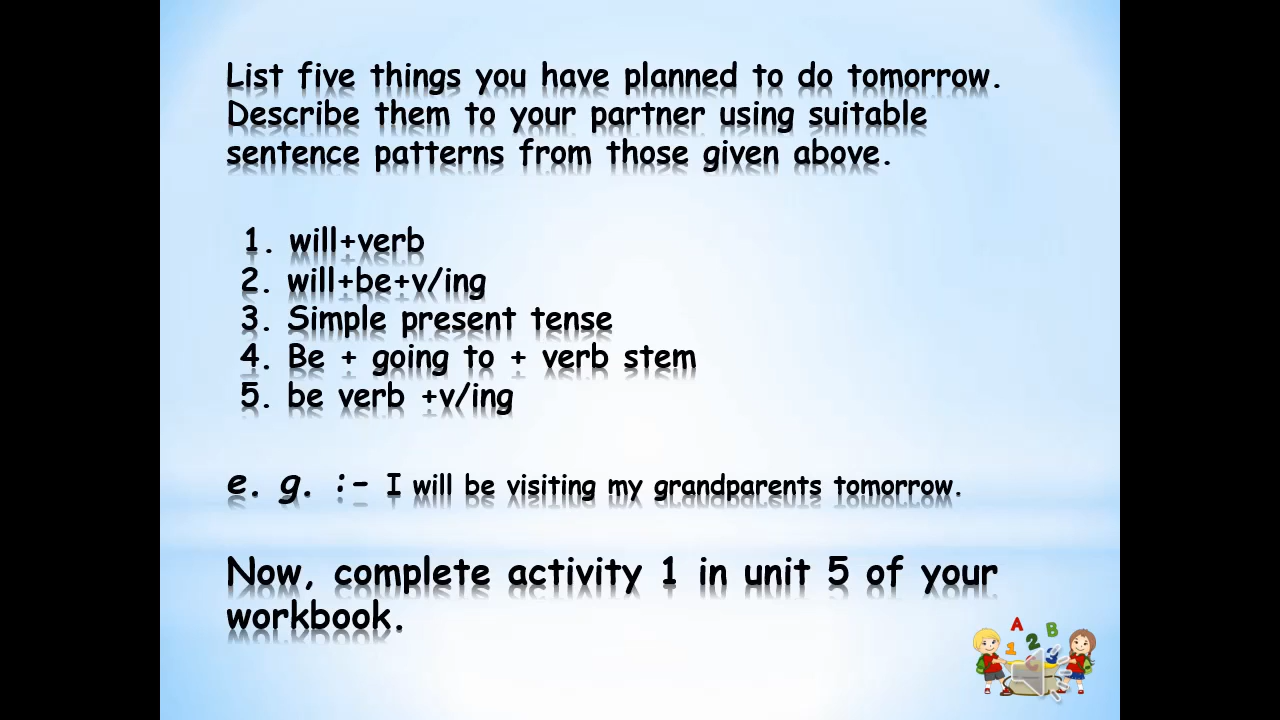 List five things you have planned to do tomorrow.
Describe them to your partner using suitable
sentence patterns from those given above.
1. will+verb
2. will+be+v/ing
3. Simple present tense
4. Be + going to + verb stem
5. be verb +v/ing
e. g. :- I will be visiting my grandparents tomorrow.
Now, complete activity 1 in unit 5 of your
workbook.
A
B
1
2